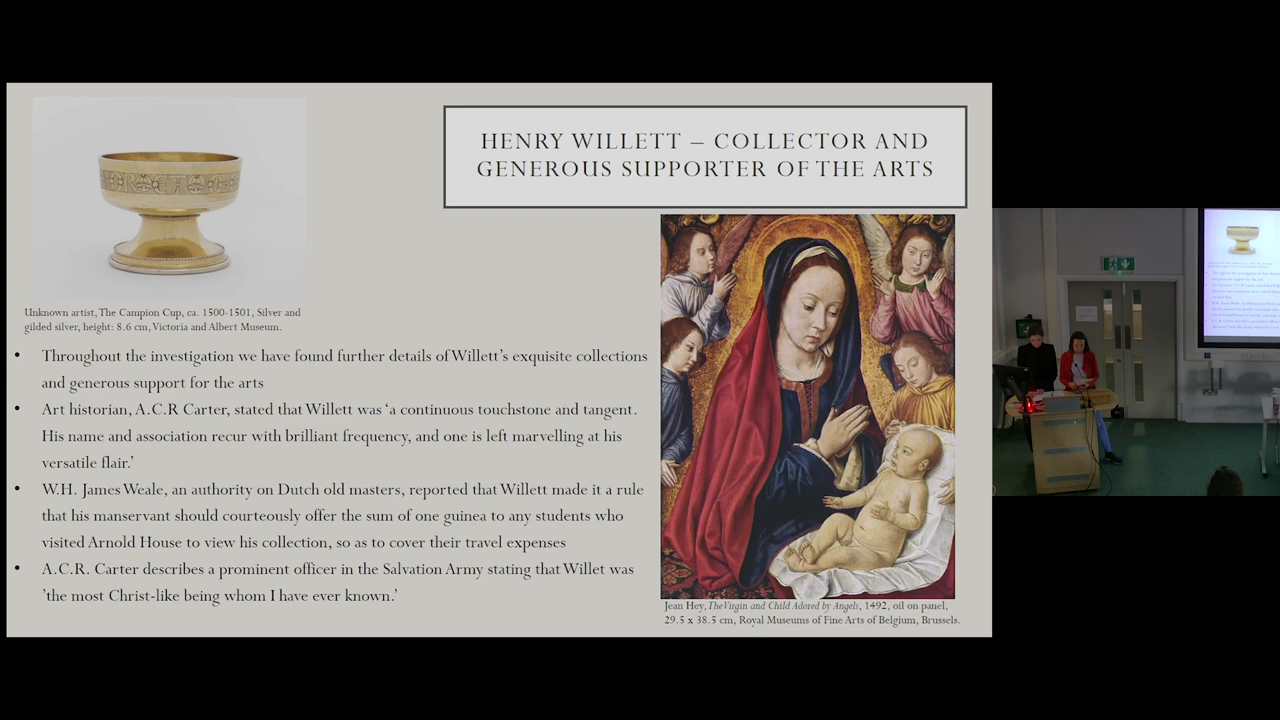 HENRY WILLETT – COLLECTOR AND
GENEROUS SUPPORTER OF THE ARTS
Unknown artist, The Campion Cup, ca. 1500-1501, Silver and
gilded silver, height: 8.6 cm, Victoria and Albert Museum.
• Throughout the investigation we have found further details of Willett's exquisite collections
and generous support for the arts
• Art historian, A.C.R Carter, stated that Willett was 'a continuous touchstone and tangent.
His name and association recur with brilliant frequency, and one is left marvelling at his
versatile flair.'
• W.H. James Weale, an authority on Dutch old masters, reported that Willett made it a rule
that his manservant should courteously offer the sum of one guinea to any students who
visited Arnold House to view his collection, so as to cover their travel expenses
• A.C.R. Carter describes a prominent officer in the Salvation Army stating that Willet was
'the most Christ-like being whom I have ever known.'
Jean Hey, The Virgin and Child Adored by Angels, 1492, oil on panel,
29.5 x 38.5 cm, Royal Museums of Fine Arts of Belgium, Brussels.